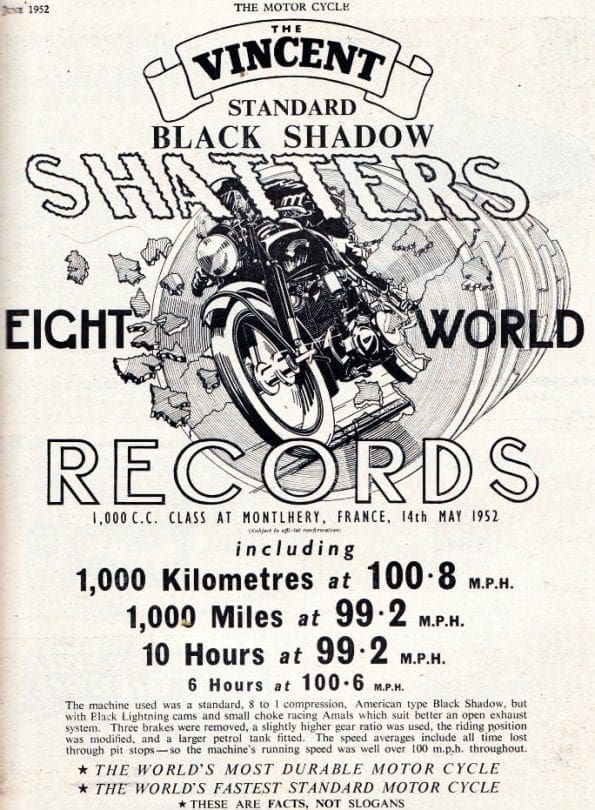 JUNE 1952
THE MOTOR CYCLE
THE
VINCENT
STANDARD
BLACK SHADOW
SHATTERS
EIGHT WORLD
RECORDS
1,000 C.C. CLASS AT MONTLHERY, FRANCE, 14th MAY 1952
(Subject to official confirmation)
including
1,000 Kilometres at 100·8 M.P.H.
1,000 Miles at 99·2 M.P.H.
10 Hours at 99·2 M.P.H.
6 Hours at 100·6 M.P.H.
The machine used was a standard, 8 to 1 compression, American type Black Shadow, but
with Black Lightning cams and small choke racing Amals which suit better an open exhaust
system. Three brakes were removed, a slightly higher gear ratio was used, the riding position
was modified, and a larger petrol tank fitted. The speed averages include all time lost
through pit stops—so the machine's running speed was well over 100 m.p.h. throughout.
★ THE WORLD'S MOST DURABLE MOTOR CYCLE
★ THE WORLD'S FASTEST STANDARD MOTOR CYCLE
★ THESE ARE FACTS, NOT SLOGANS